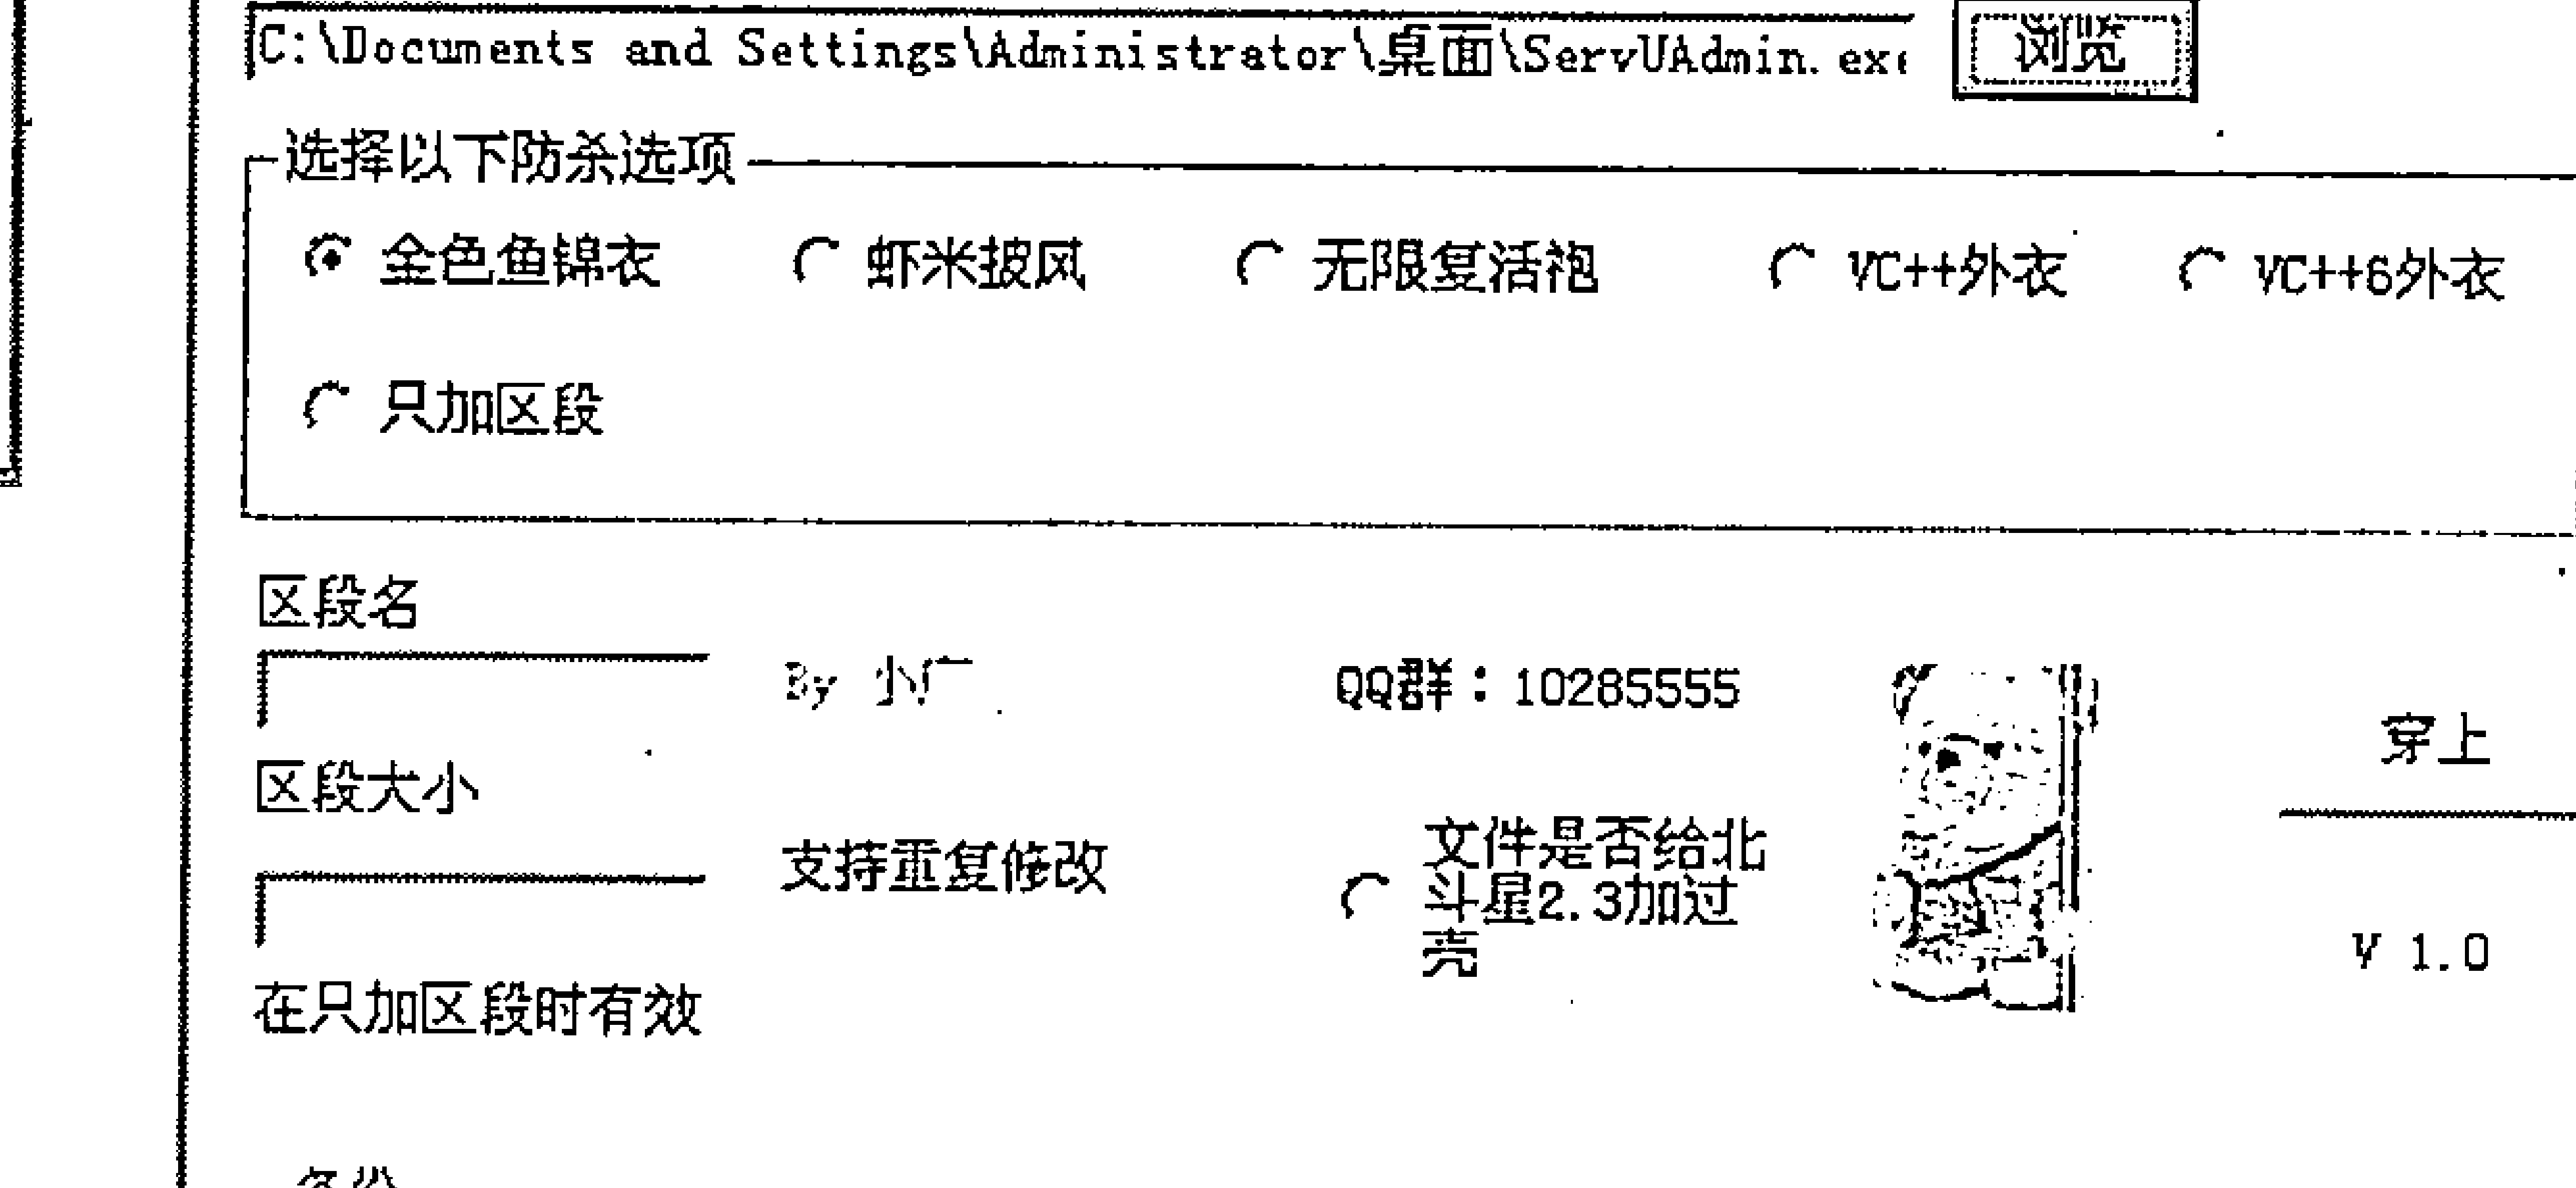 C:\Documents and Settings\Administrator\桌面\ServUAdmin.exe
浏览
选择以下防杀选项
金色鱼锦衣
虾米披风
无限复活袍
VC++外衣
VC++6外衣
只加区段
区段名
By 小广
QQ群：10285555
穿上
区段大小
支持重复修改
文件是否给北
斗星2.3加过
壳
V 1.0
在只加区段时有效